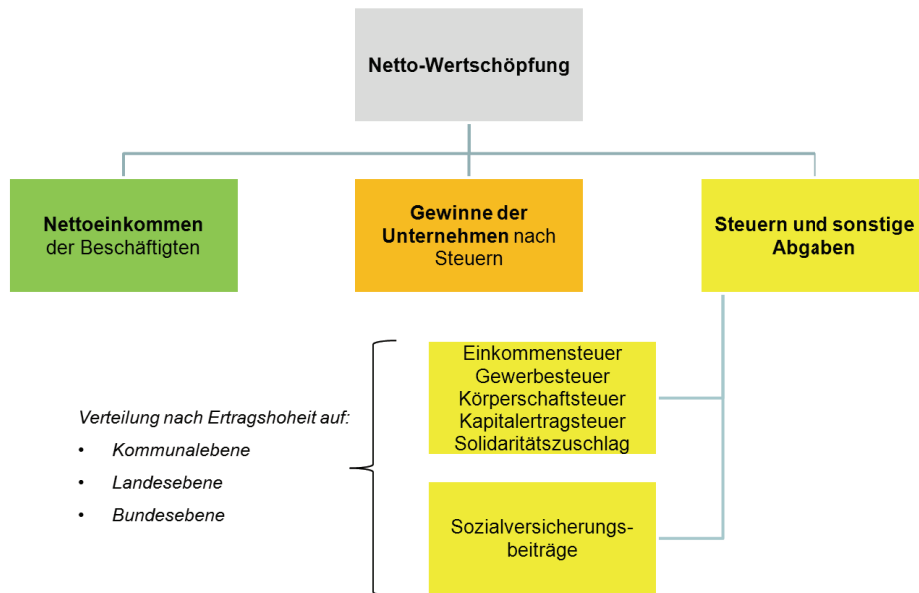 Netto-Wertschöpfung
Nettoeinkommen
der Beschäftigten
Gewinne der
Unternehmen nach
Steuern
Steuern und sonstige
Abgaben
Verteilung nach Ertragshoheit auf:
• Kommunalebene
• Landesebene
• Bundesebene
Einkommensteuer
Gewerbesteuer
Körperschaftsteuer
Kapitalertragsteuer
Solidaritätszuschlag
Sozialversicherungs-
beiträge